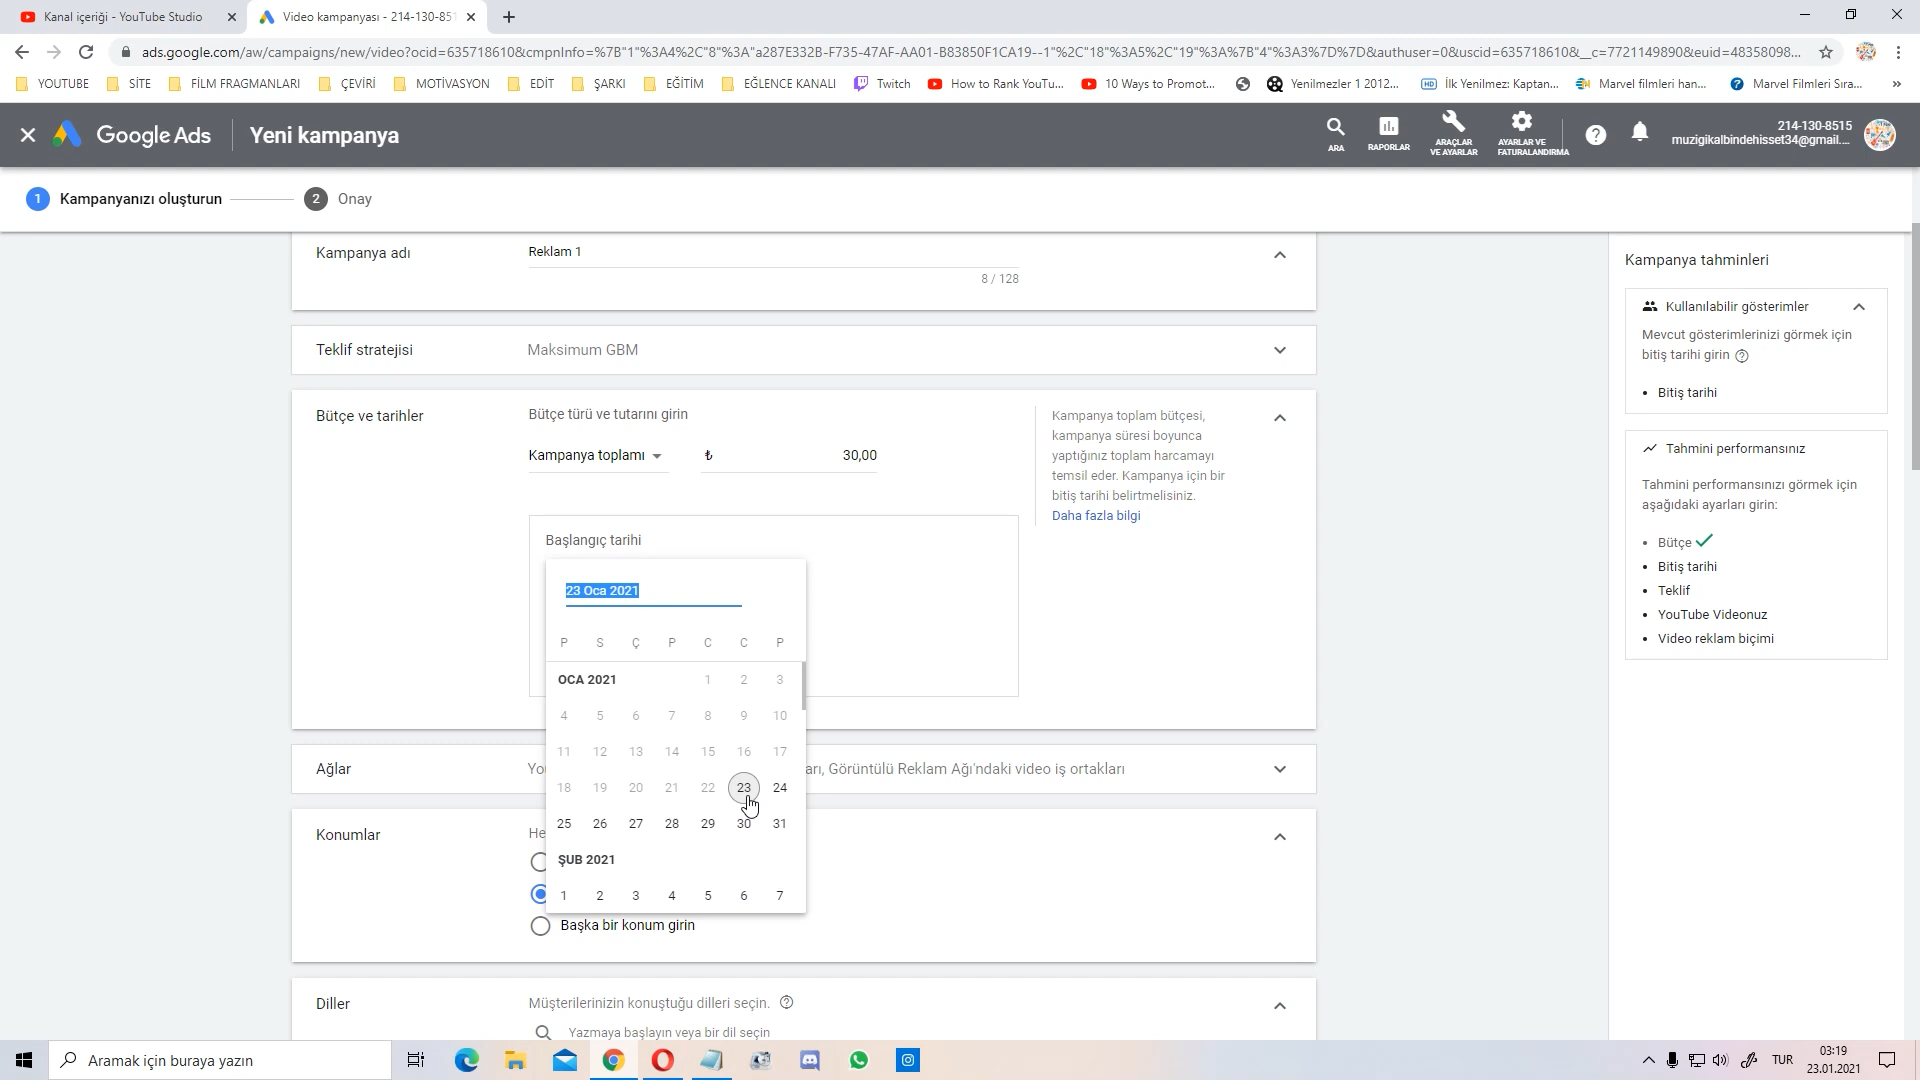 Kanal içeriği - YouTube Studio
Video kampanyası - 214-130-851
ads.google.com/aw/campaigns/new/video?ocid=635718610&cmpnInfo=%7B"1"%3A4%2C"8"%3A"a287E332B-F735-47AF-AA01-B83850F1CA19--1"%2C"18"%3A5%2C"19"%3A%7B"4"%3A3%7D%7D&authuser=0&uscid=635718610&__c=7721149890&euid=48358098...
YOUTUBE
SİTE
FİLM FRAGMANLARI
ÇEVİRİ
MOTİVASYON
EDİT
ŞARKI
EĞİTİM
EĞLENCE KANALI
Twitch
How to Rank YouTu...
10 Ways to Promot...
Yenilmezler 1 2012...
İlk Yenilmez: Kaptan...
Marvel filmleri han...
Marvel Filmleri Sıra...
Google Ads
Yeni kampanya
ARA
RAPORLAR
ARAÇLAR
VE AYARLAR
AYARLAR VE
FATURALANDIRMA
214-130-8515
muzigikalbindehisset34@gmail....
1 Kampanyanızı oluşturun
2 Onay
Kampanya adı
Reklam 1
8 / 128
Teklif stratejisi
Maksimum GBM
Bütçe ve tarihler
Bütçe türü ve tutarını girin
Kampanya toplamı
₺ 30,00
Kampanya toplam bütçesi,
kampanya süresi boyunca
yaptığınız toplam harcamayı
temsil eder. Kampanya için bir
bitiş tarihi belirtmelisiniz.
Daha fazla bilgi
Başlangıç tarihi
23 Oca 2021
P S Ç P C C P
OCA 2021 1 2 3
4 5 6 7 8 9 10
11 12 13 14 15 16 17
18 19 20 21 22 23 24
25 26 27 28 29 30 31
ŞUB 2021
1 2 3 4 5 6 7
Ağlar
You
arı, Görüntülü Reklam Ağı'ndaki video iş ortakları
Konumlar
He
Başka bir konum girin
Diller
Müşterilerinizin konuştuğu dilleri seçin.
Yazmaya başlayın veya bir dil seçin
Kampanya tahminleri
Kullanılabilir gösterimler
Mevcut gösterimlerinizi görmek için
bitiş tarihi girin
• Bitiş tarihi
Tahmini performansınız
Tahmini performansınızı görmek için
aşağıdaki ayarları girin:
• Bütçe
• Bitiş tarihi
• Teklif
• YouTube Videonuz
• Video reklam biçimi
Aramak için buraya yazın
TUR
03:19
23.01.2021